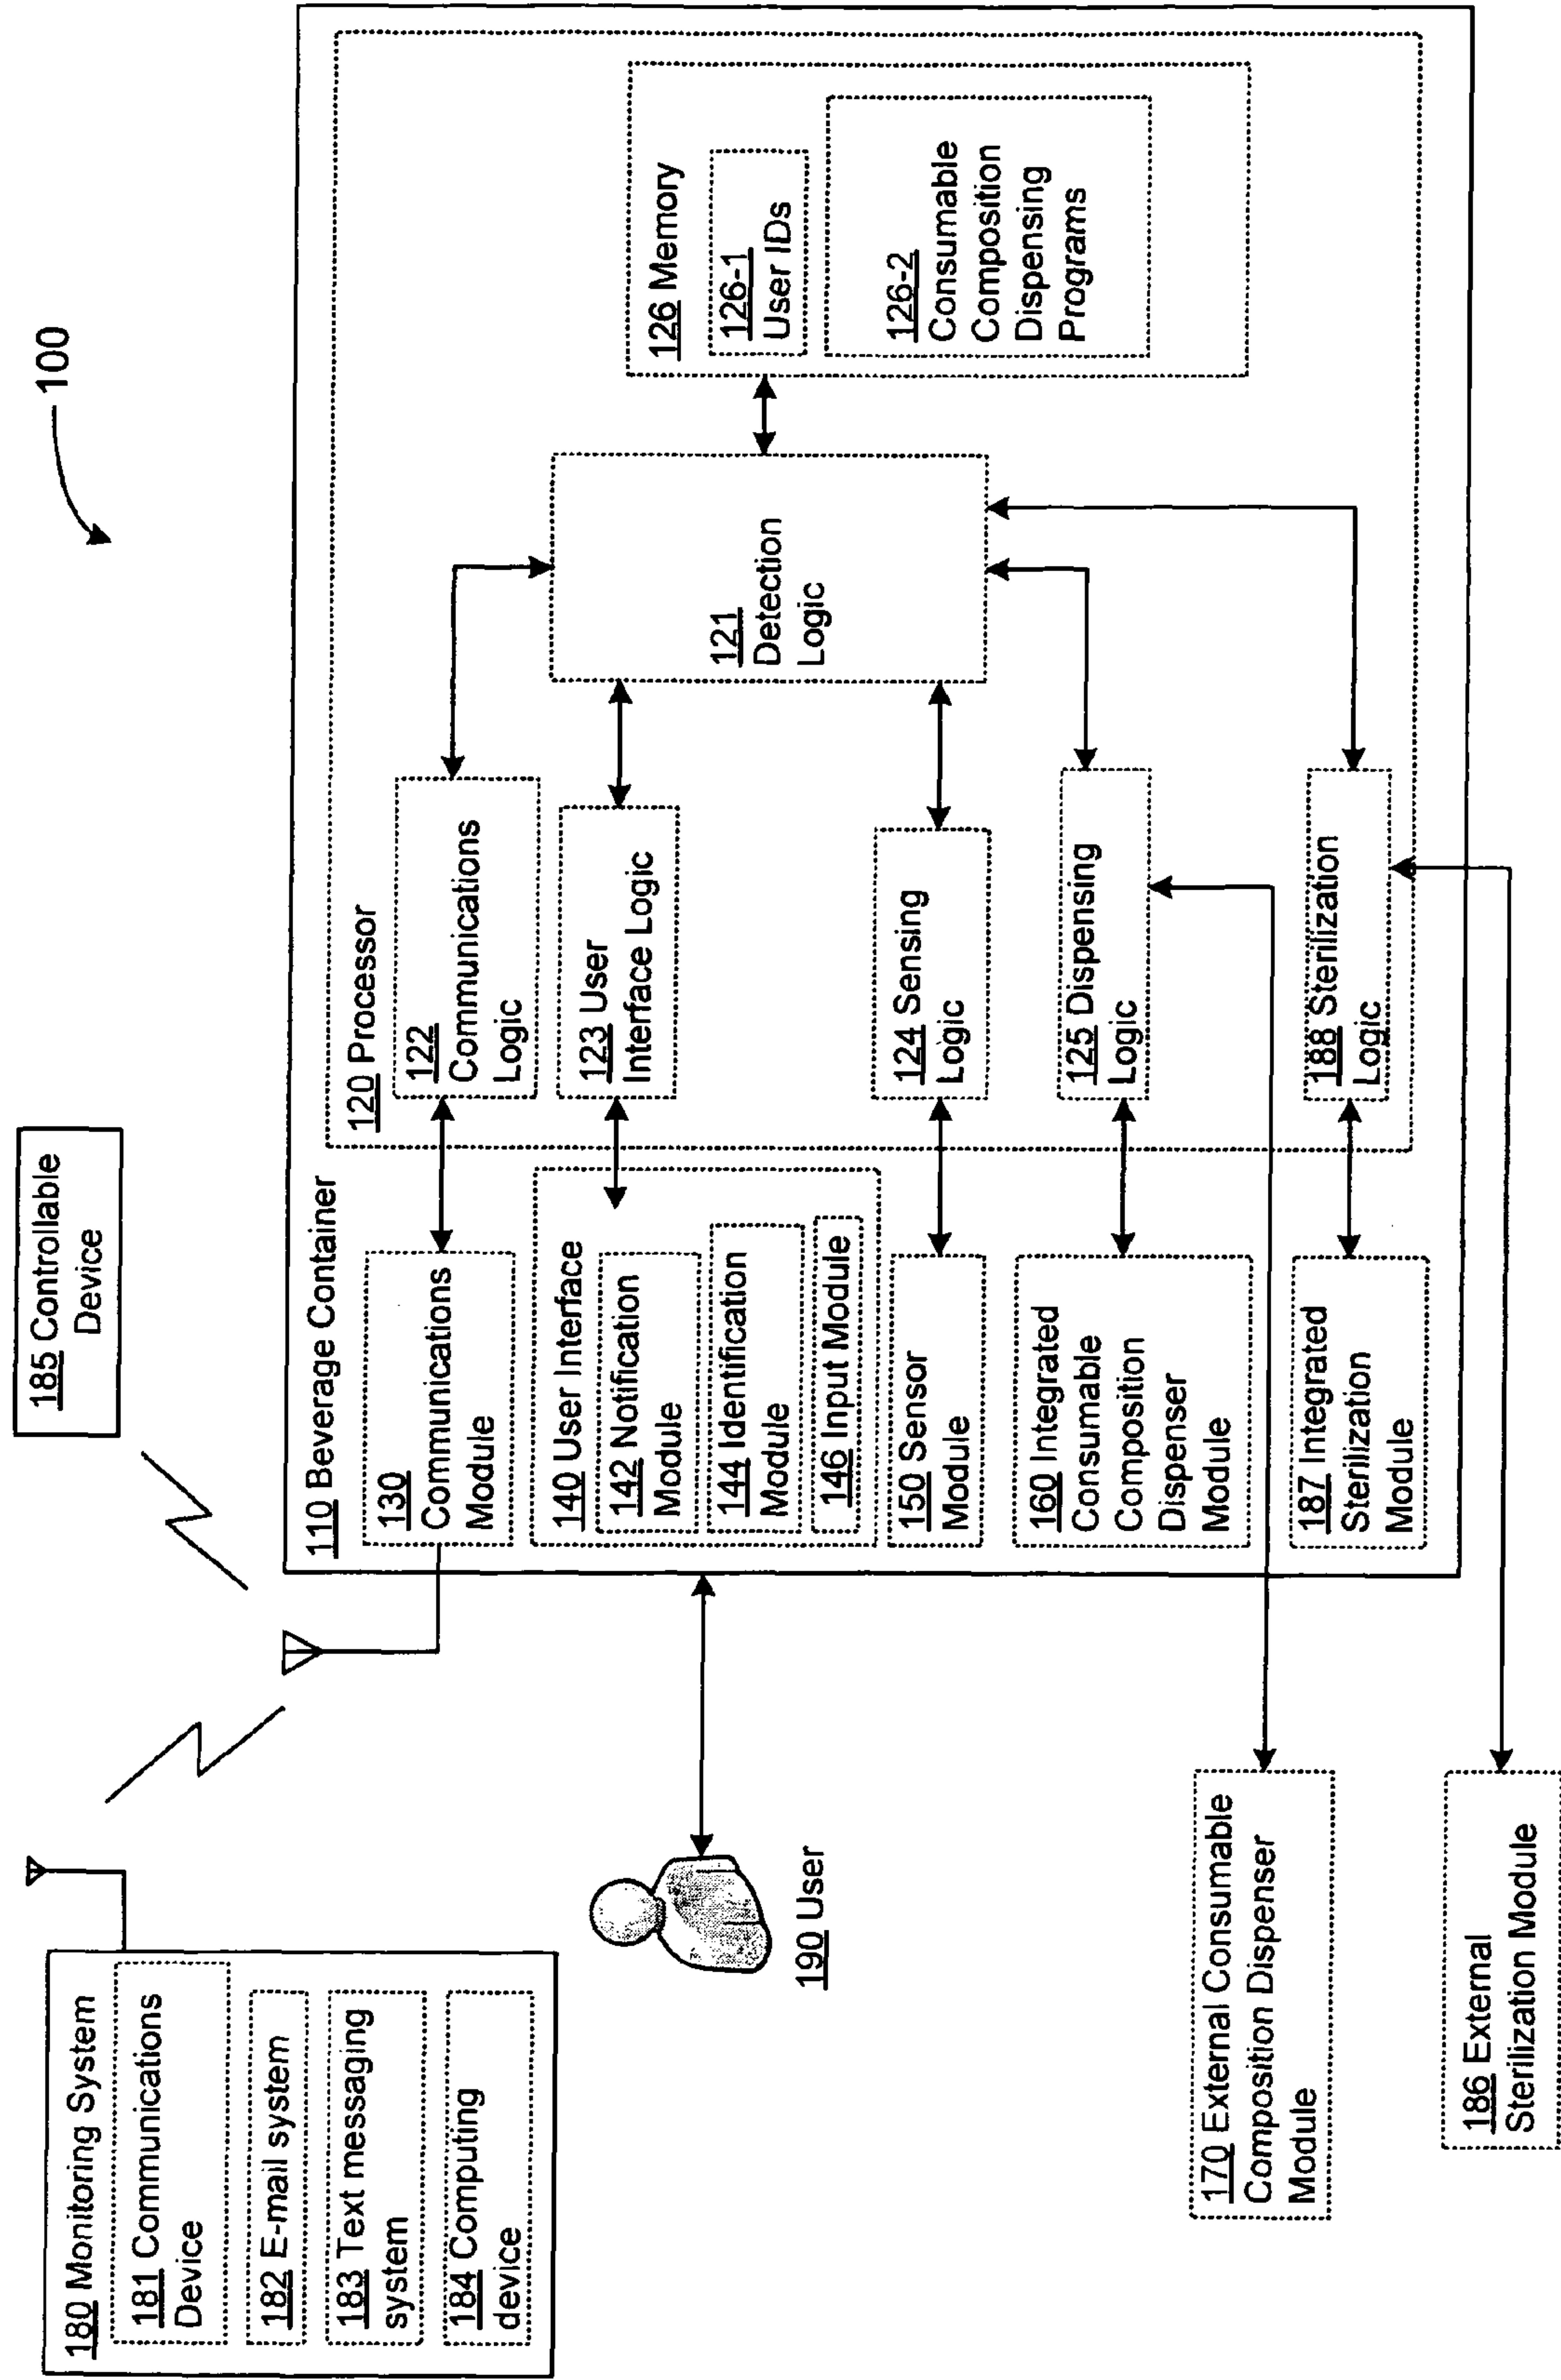 100
180 Monitoring System
181 Communications
Device
182 E-mail system
183 Text messaging
system
184 Computing
device
185 Controllable
Device
190 User
170 External Consumable
Composition Dispenser
Module
186 External
Sterilization Module
110 Beverage Container
130
Communications
Module
140 User Interface
142 Notification
Module
144 Identification
Module
146 Input Module
150 Sensor
Module
160 Integrated
Consumable
Composition
Dispenser
Module
187 Integrated
Sterilization
Module
120 Processor
122
Communications
Logic
123 User
Interface Logic
124 Sensing
Logic
125 Dispensing
Logic
188 Sterilization
Logic
121
Detection
Logic
126 Memory
126-1
User IDs
126-2
Consumable
Composition
Dispensing
Programs